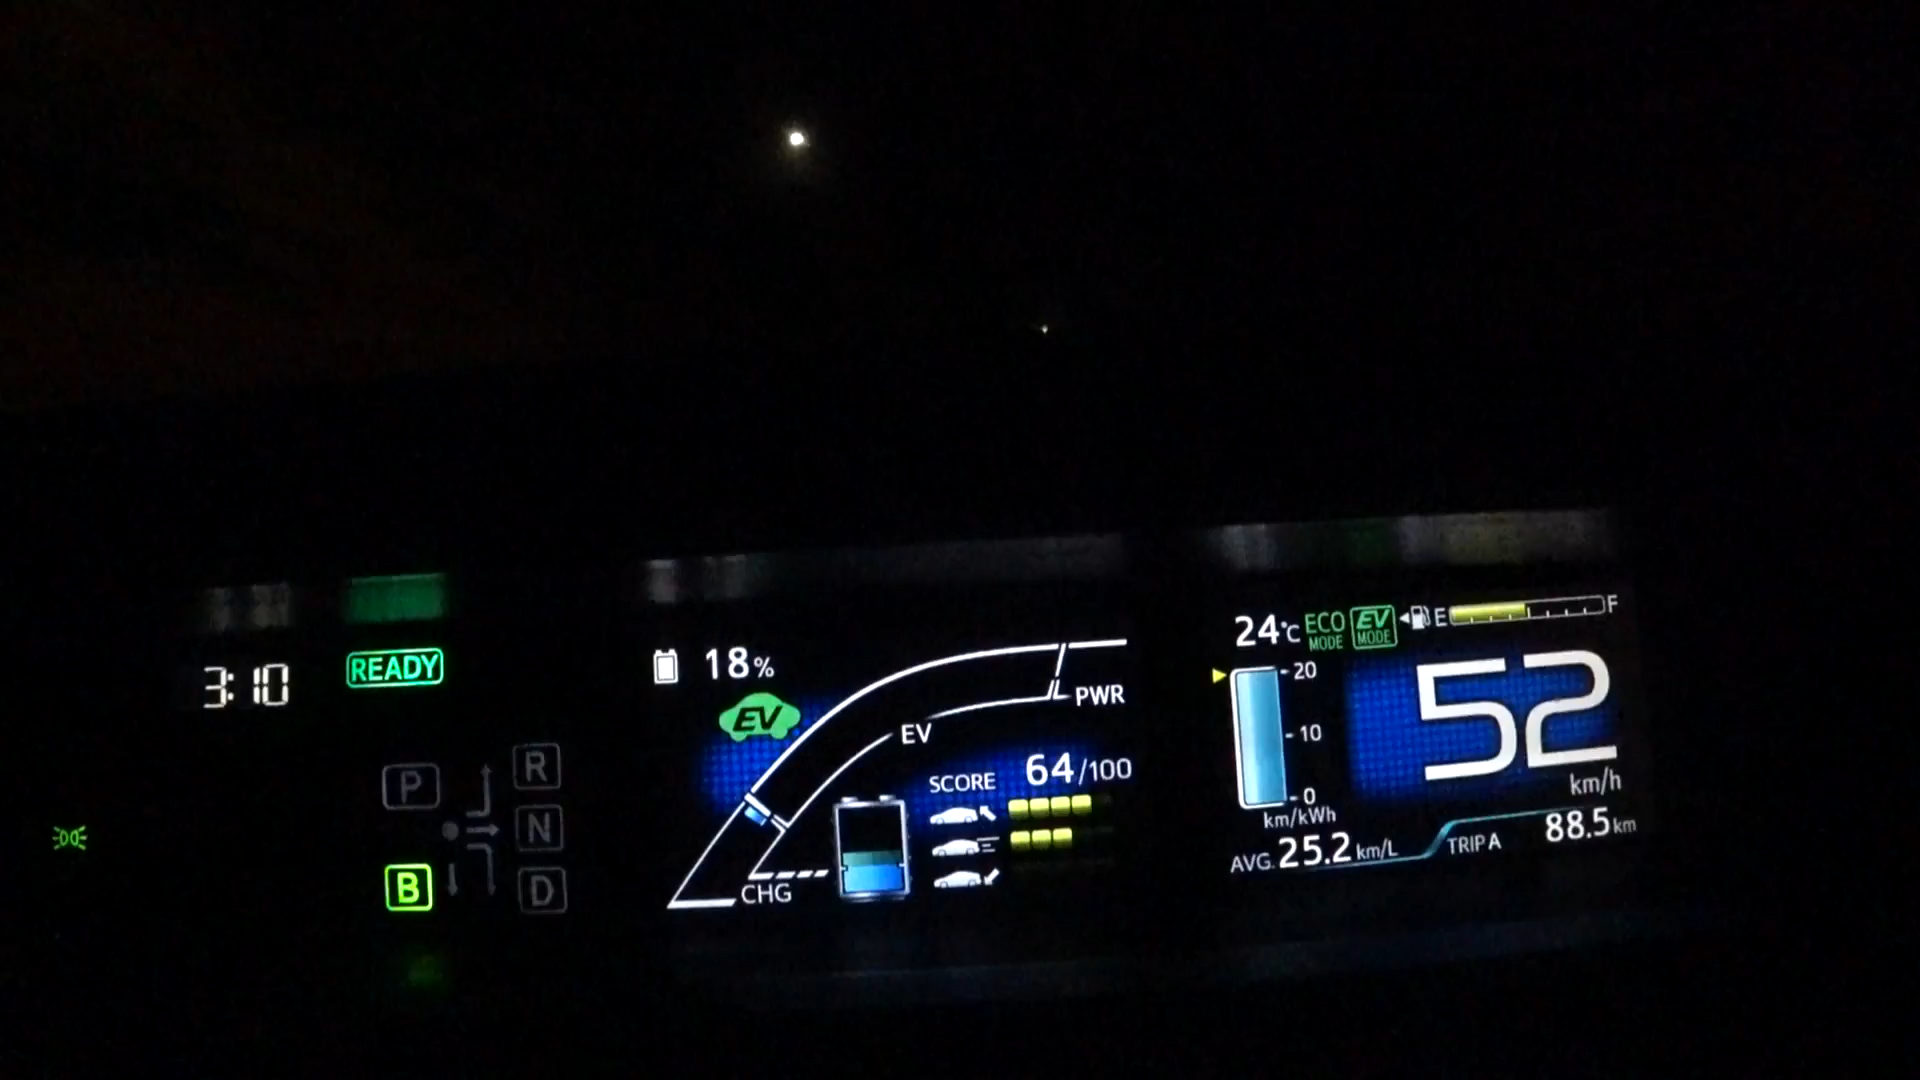 3:10
READY
P
R
N
B
D
18%
EV
PWR
EV
SCORE 64/100
CHG
24°C
ECO MODE
EV MODE
E
F
20
10
0
km/kWh
52
km/h
AVG. 25.2 km/L
TRIP A 88.5 km